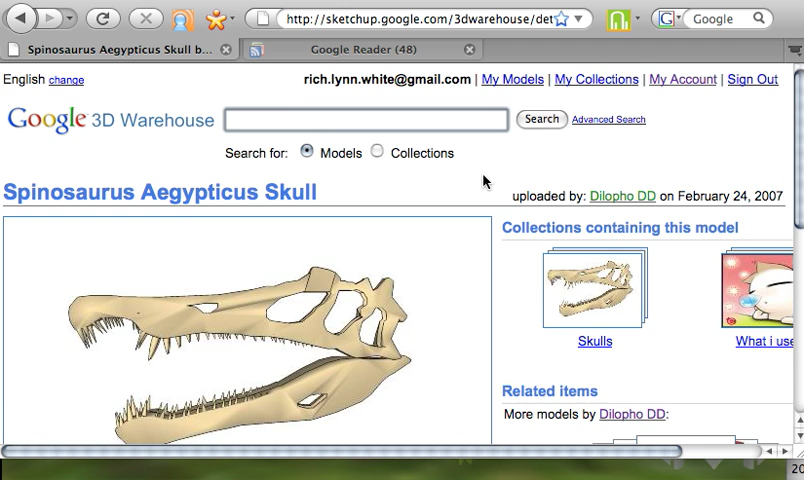 http://sketchup.google.com/3dwarehouse/det
Google
Spinosaurus Aegypticus Skull b...
Google Reader (48)
English change
rich.lynn.white@gmail.com | My Models | My Collections | My Account | Sign Out
Google 3D Warehouse
Search
Advanced Search
Search for: Models Collections
Spinosaurus Aegypticus Skull
uploaded by: Dilopho DD on February 24, 2007
Collections containing this model
Skulls
What i use
Related items
More models by Dilopho DD:
20